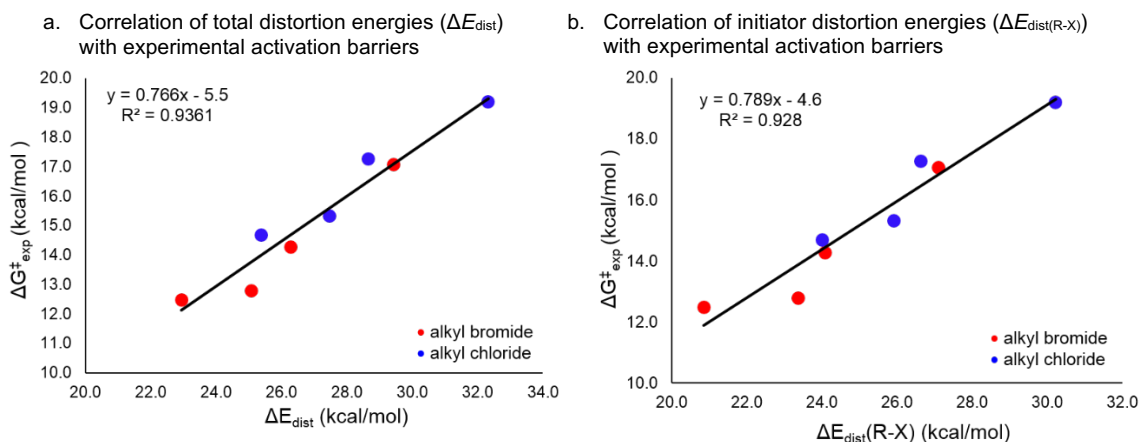 a. Correlation of total distortion energies (ΔEdist)
with experimental activation barriers
20.0
19.0
18.0
17.0
16.0
15.0
14.0
13.0
12.0
11.0
10.0
ΔG‡exp (kcal/mol )
y = 0.766x - 5.5
R² = 0.9361
alkyl bromide
alkyl chloride
20.0 22.0 24.0 26.0 28.0 30.0 32.0 34.0
ΔEdist (kcal/mol)
b. Correlation of initiator distortion energies (ΔEdist(R-X))
with experimental activation barriers
20.0
18.0
16.0
14.0
12.0
10.0
ΔG‡exp (kcal/mol )
y = 0.789x - 4.6
R² = 0.928
alkyl bromide
alkyl chloride
20.0 22.0 24.0 26.0 28.0 30.0 32.0
ΔEdist(R-X) (kcal/mol)